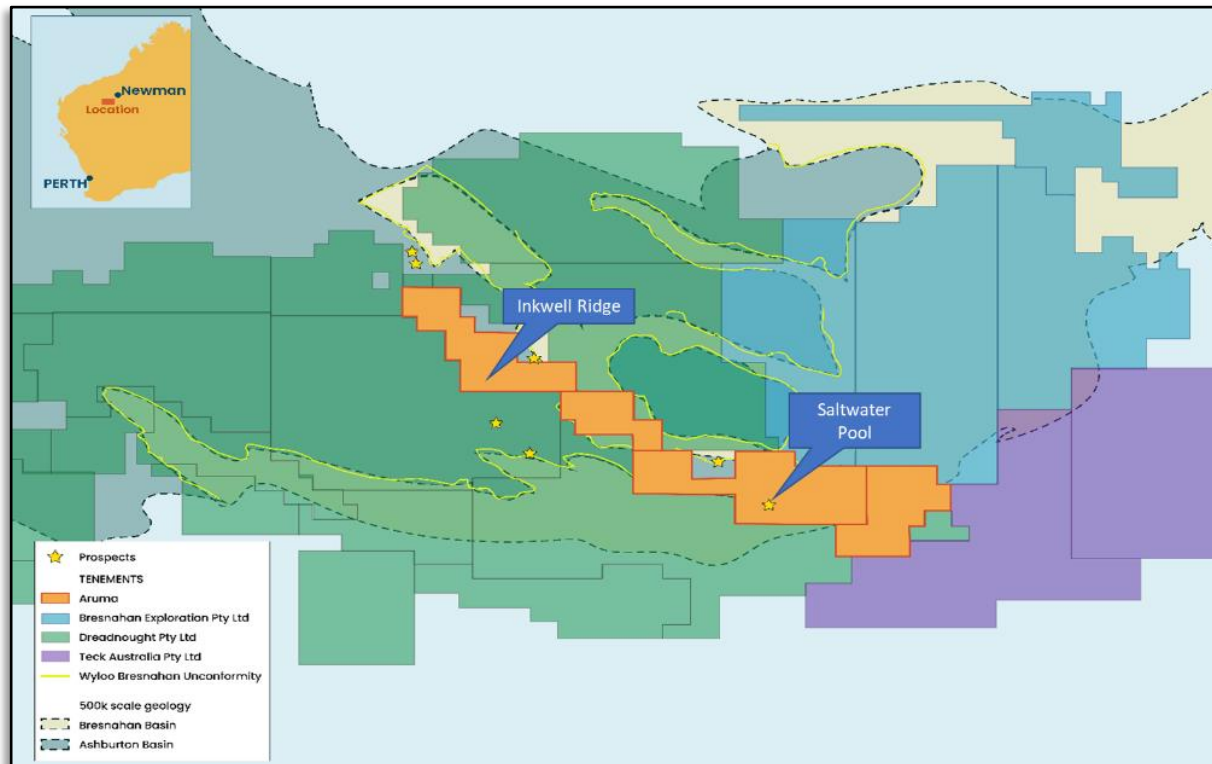 Newman
Location
PERTH
Inkwell Ridge
Saltwater
Pool
Prospects
TENEMENTS
Aruma
Bresnahan Exploration Pty Ltd
Dreadnought Pty Ltd
Teck Australia Pty Ltd
Wyloo Bresnahan Unconformity
500k scale geology
Bresnahan Basin
Ashburton Basin